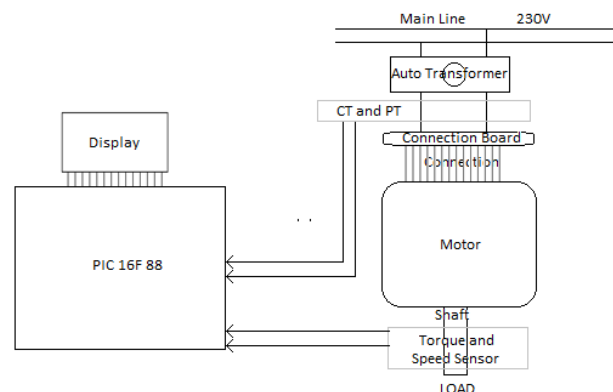 Main Line 230V
Auto Transformer
CT and PT
Connection Board
Connection
Display
Motor
PIC 16F 88
Shaft
Torque and
Speed Sensor
LOAD